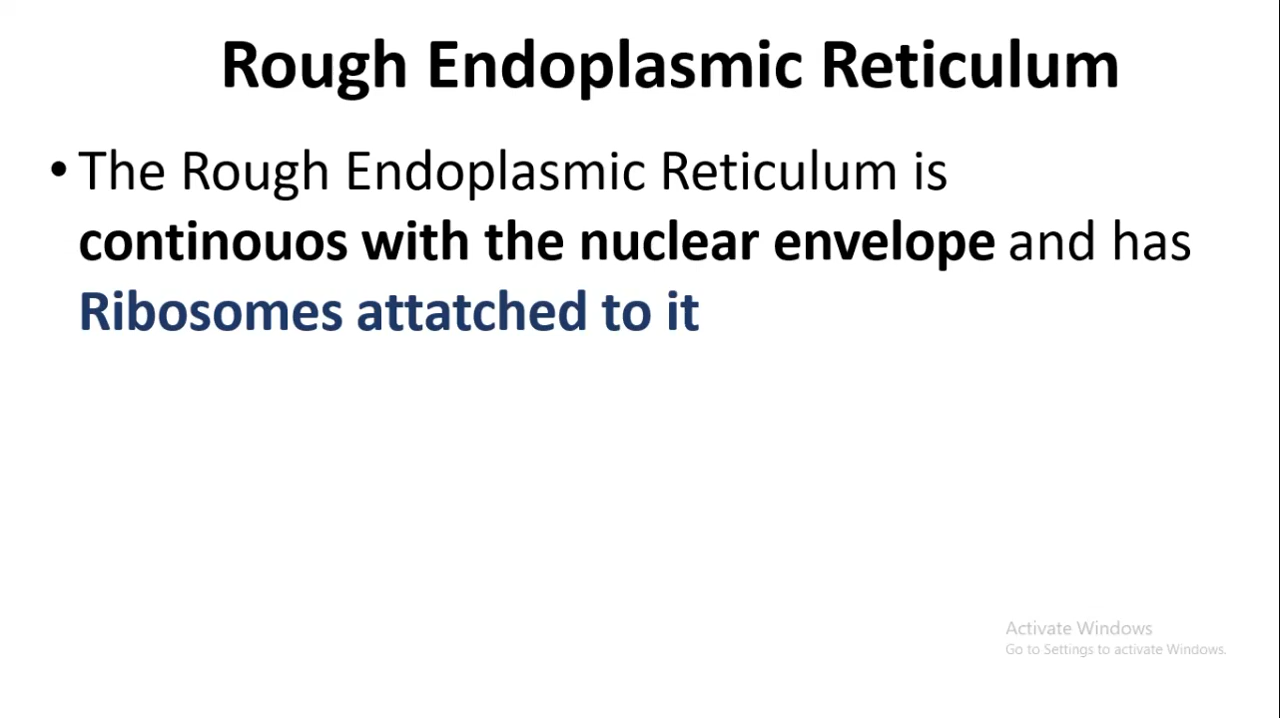 Rough Endoplasmic Reticulum
• The Rough Endoplasmic Reticulum is
continouos with the nuclear envelope and has
Ribosomes attatched to it
Activate Windows
Go to Settings to activate Windows.